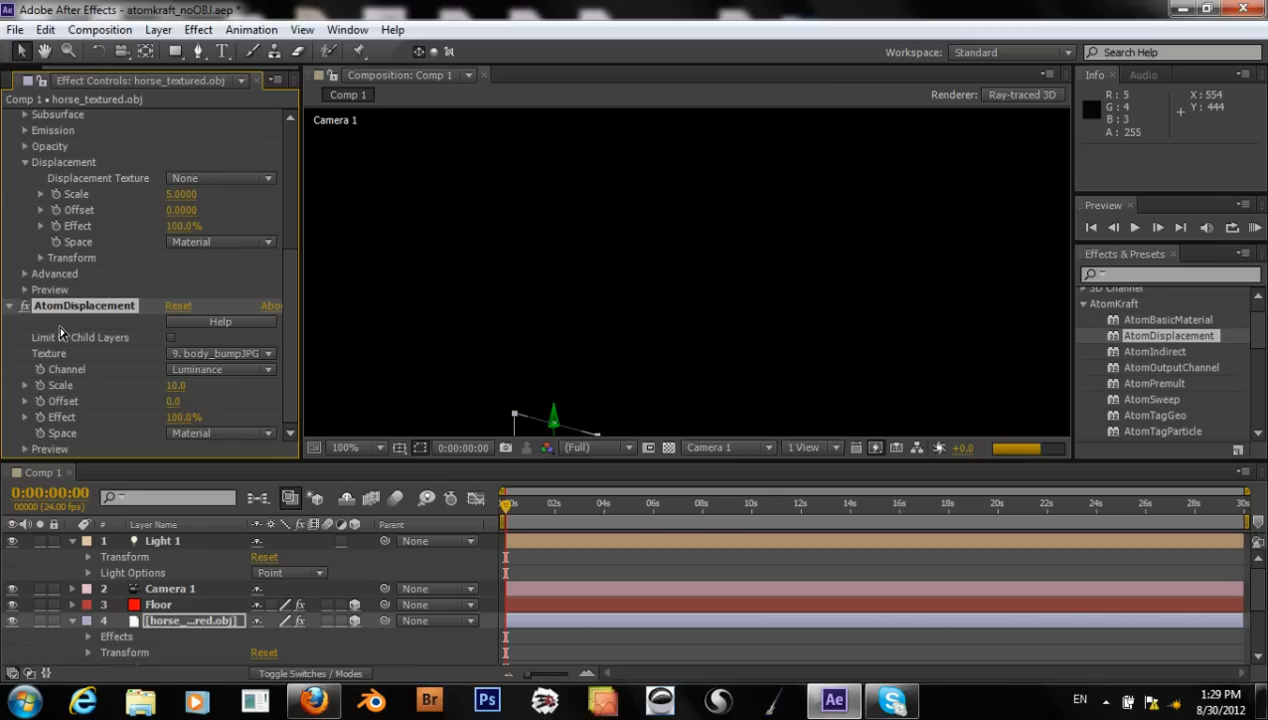 Adobe After Effects - atomkraft_noOBJ.aep *
File Edit Composition Layer Effect Animation View Window Help
Workspace: Standard Search Help
Effect Controls: horse_textured.obj
Comp 1 • horse_textured.obj
Subsurface
Emission
Opacity
Displacement
Displacement Texture None
Scale 5.0000
Offset 0.0000
Effect 100.0%
Space Material
Transform
Advanced
Preview
fx AtomDisplacement Reset Abo
Help
Limit to Child Layers
Texture 9. body_bumpJPG
Channel Luminance
Scale 10.0
Offset 0.0
Effect 100.0%
Space Material
Preview
Composition: Comp 1
Comp 1 Renderer: Ray-traced 3D
Camera 1
100% 0:00:00:00 (Full) Camera 1 1 View +0.0
Info Audio
R: 5 X: 554
G: 4 Y: 444
B: 3
A: 255
Preview
Effects & Presets
3D Channel
AtomKraft
AtomBasicMaterial
AtomDisplacement
AtomIndirect
AtomOutputChannel
AtomPremult
AtomSweep
AtomTagGeo
AtomTagParticle
Comp 1
0:00:00:00
00000 (24.00 fps)
02s 04s 06s 08s 10s 12s 14s 16s 18s 20s 22s 24s 26s 28s 30s
# Layer Name Parent
1 Light 1 None
Transform Reset
Light Options Point
2 Camera 1 None
3 Floor None
4 [horse_...red.obj] None
Effects
Transform Reset
Toggle Switches / Modes
Br Ps Ae
EN
1:29 PM
8/30/2012